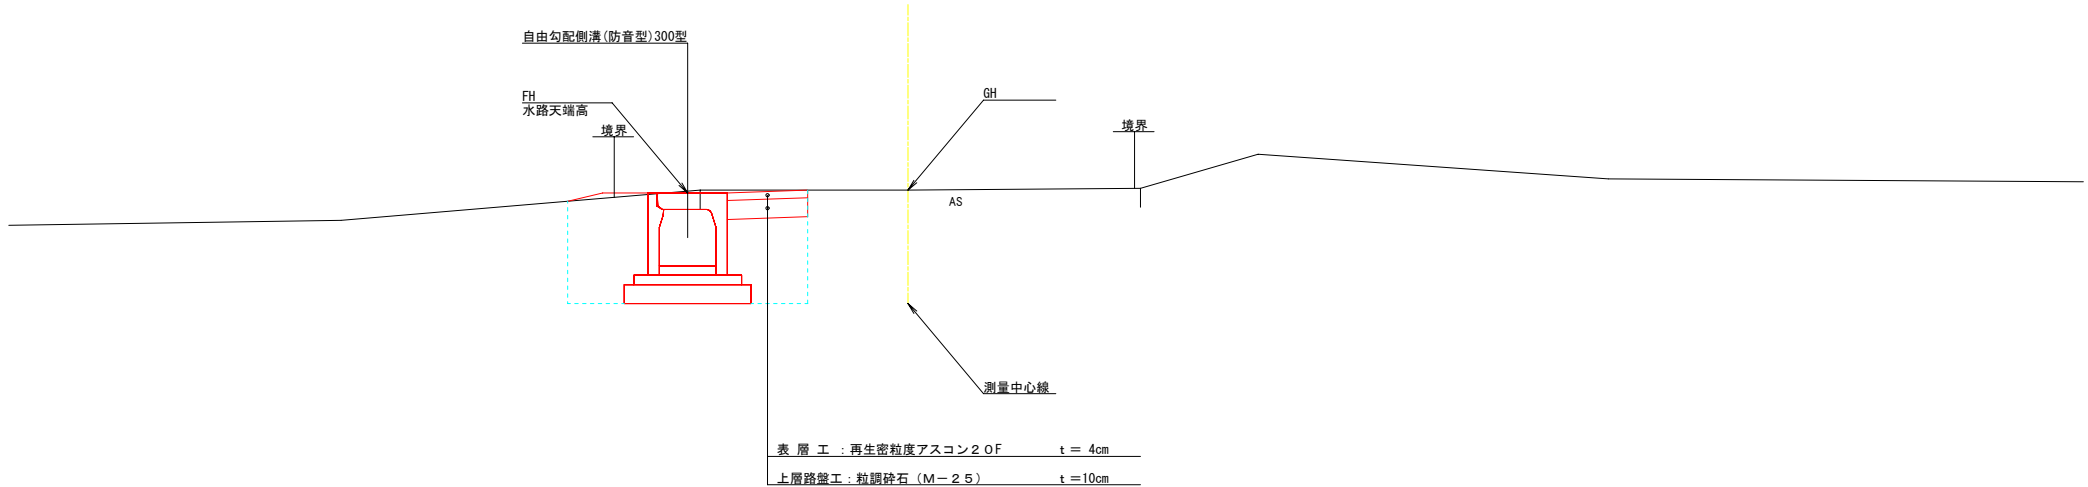 自由勾配側溝(防音型)300型
FH
水路天端高
GH
境界
境界
AS
測量中心線
表 層 工 ：再生密粒度アスコン２０F ｔ＝ 4cm
上層路盤工：粒調砕石（Ｍ－２５） ｔ＝10cm